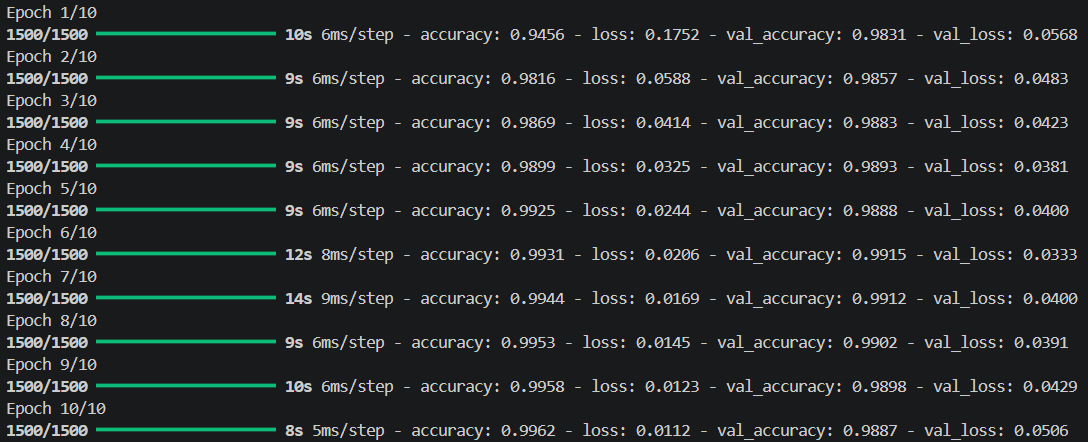 Epoch 1/10
1500/1500 ━━━━━━━━━━━━━━━━━━━━ 10s 6ms/step - accuracy: 0.9456 - loss: 0.1752 - val_accuracy: 0.9831 - val_loss: 0.0568
Epoch 2/10
1500/1500 ━━━━━━━━━━━━━━━━━━━━ 9s 6ms/step - accuracy: 0.9816 - loss: 0.0588 - val_accuracy: 0.9857 - val_loss: 0.0483
Epoch 3/10
1500/1500 ━━━━━━━━━━━━━━━━━━━━ 9s 6ms/step - accuracy: 0.9869 - loss: 0.0414 - val_accuracy: 0.9883 - val_loss: 0.0423
Epoch 4/10
1500/1500 ━━━━━━━━━━━━━━━━━━━━ 9s 6ms/step - accuracy: 0.9899 - loss: 0.0325 - val_accuracy: 0.9893 - val_loss: 0.0381
Epoch 5/10
1500/1500 ━━━━━━━━━━━━━━━━━━━━ 9s 6ms/step - accuracy: 0.9925 - loss: 0.0244 - val_accuracy: 0.9888 - val_loss: 0.0400
Epoch 6/10
1500/1500 ━━━━━━━━━━━━━━━━━━━━ 12s 8ms/step - accuracy: 0.9931 - loss: 0.0206 - val_accuracy: 0.9915 - val_loss: 0.0333
Epoch 7/10
1500/1500 ━━━━━━━━━━━━━━━━━━━━ 14s 9ms/step - accuracy: 0.9944 - loss: 0.0169 - val_accuracy: 0.9912 - val_loss: 0.0400
Epoch 8/10
1500/1500 ━━━━━━━━━━━━━━━━━━━━ 9s 6ms/step - accuracy: 0.9953 - loss: 0.0145 - val_accuracy: 0.9902 - val_loss: 0.0391
Epoch 9/10
1500/1500 ━━━━━━━━━━━━━━━━━━━━ 10s 6ms/step - accuracy: 0.9958 - loss: 0.0123 - val_accuracy: 0.9898 - val_loss: 0.0429
Epoch 10/10
1500/1500 ━━━━━━━━━━━━━━━━━━━━ 8s 5ms/step - accuracy: 0.9962 - loss: 0.0112 - val_accuracy: 0.9887 - val_loss: 0.0506